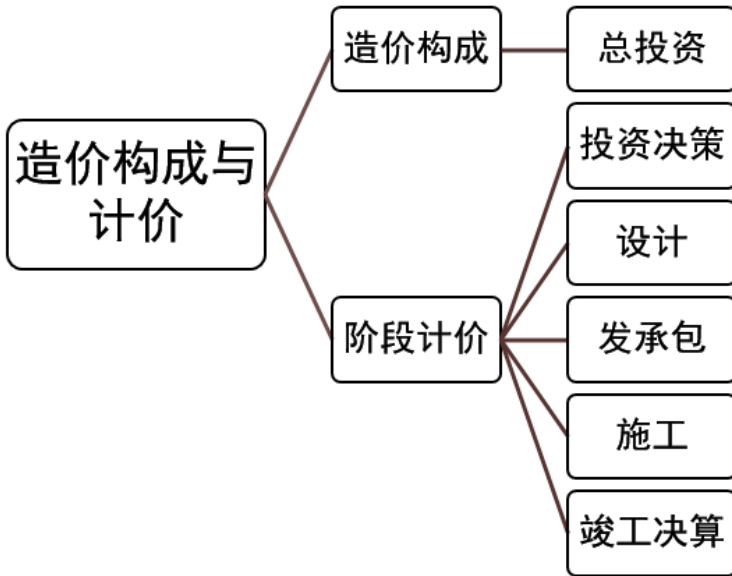 造价构成与
计价
造价构成
总投资
阶段计价
投资决策
设计
发承包
施工
竣工决算